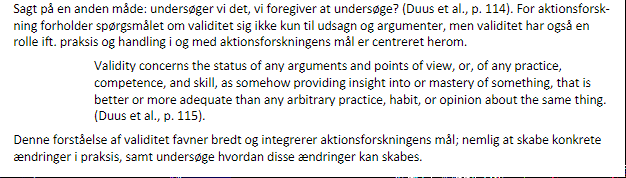 Sagt på en anden måde: undersøger vi det, vi foregiver at undersøge? (Duus et al., p. 114). For aktionsforsk-
ning forholder spørgsmålet om validitet sig ikke kun til udsagn og argumenter, men validitet har også en
rolle ift. praksis og handling i og med aktionsforskningens mål er centreret herom.
Validity concerns the status of any arguments and points of view, or, of any practice,
competence, and skill, as somehow providing insight into or mastery of something, that is
better or more adequate than any arbitrary practice, habit, or opinion about the same thing.
(Duus et al., p. 115).
Denne forståelse af validitet favner bredt og integrerer aktionsforskningens mål; nemlig at skabe konkrete
ændringer i praksis, samt undersøge hvordan disse ændringer kan skabes.